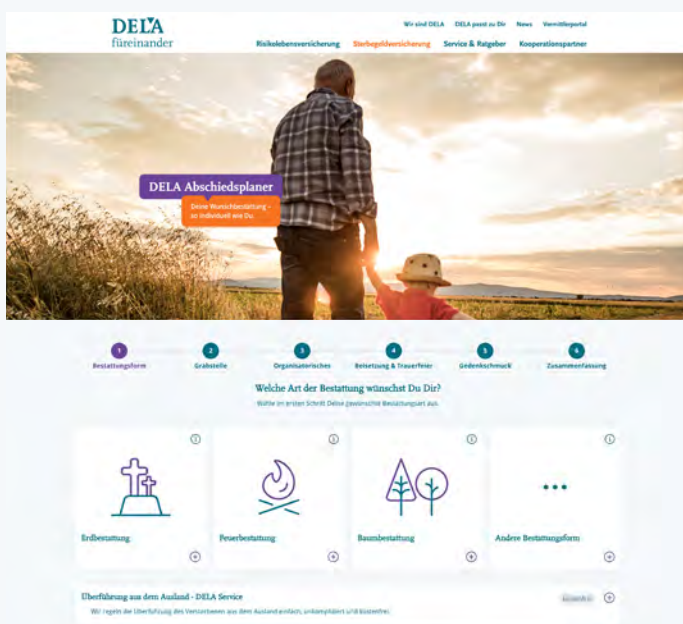 DELA
füreinander
Wir sind DELA DELA passt zu Dir News Vermittlerportal
Risikolebensversicherung Sterbegeldversicherung Service & Ratgeber Kooperationspartner
DELA Abschiedsplaner
Deine Wunschbestattung –
so individuell wie Du.
1 2 3 4 5 6
Bestattungsform Grabstelle Organisatorisches Beisetzung & Trauerfeier Gedenkschmuck Zusammenfassung
Welche Art der Bestattung wünschst Du Dir?
Wähle im ersten Schritt Deine gewünschte Bestattungsart aus.
Erdbestattung Feuerbestattung Baumbestattung Andere Bestattungsform
Überführung aus dem Ausland - DELA Service
Wir regeln die Überführung des Verstorbenen aus dem Ausland einfach, unkompliziert und kostenfrei.